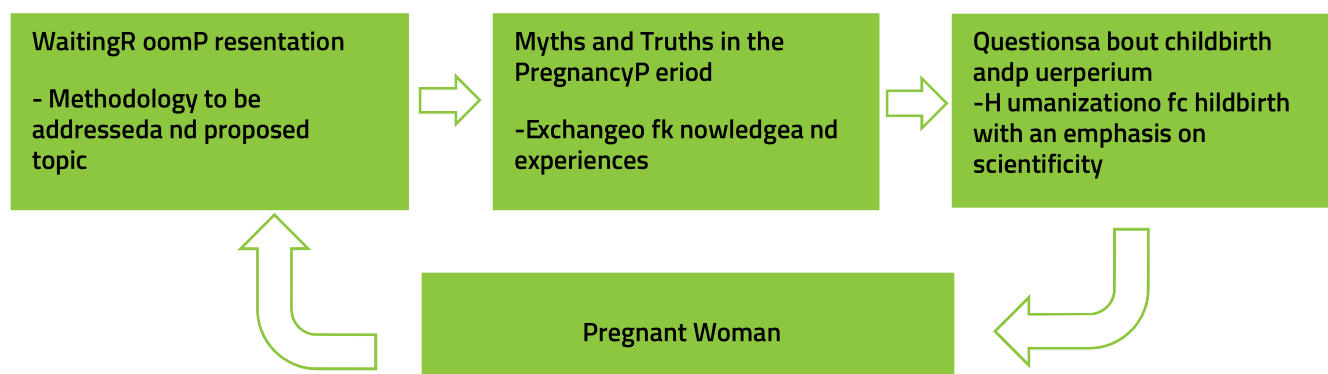 WaitingR oomP resentation
- Methodology to be
addresseda nd proposed
topic
Myths and Truths in the
PregnancyP eriod
-Exchangeo fk nowledgea nd
experiences
Questionsa bout childbirth
andp uerperium
-H umanizationo fc hildbirth
with an emphasis on
scientificity
Pregnant Woman